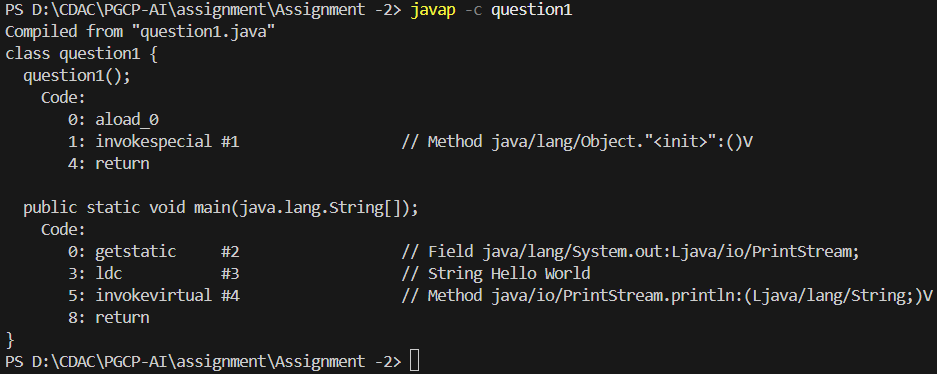 PS D:\CDAC\PGCP-AI\assignment\Assignment -2> javap -c question1
Compiled from "question1.java"
class question1 {
  question1();
    Code:
       0: aload_0
       1: invokespecial #1                  // Method java/lang/Object."<init>":()V
       4: return

  public static void main(java.lang.String[]);
    Code:
       0: getstatic     #2                  // Field java/lang/System.out:Ljava/io/PrintStream;
       3: ldc           #3                  // String Hello World
       5: invokevirtual #4                  // Method java/io/PrintStream.println:(Ljava/lang/String;)V
       8: return
}
PS D:\CDAC\PGCP-AI\assignment\Assignment -2>